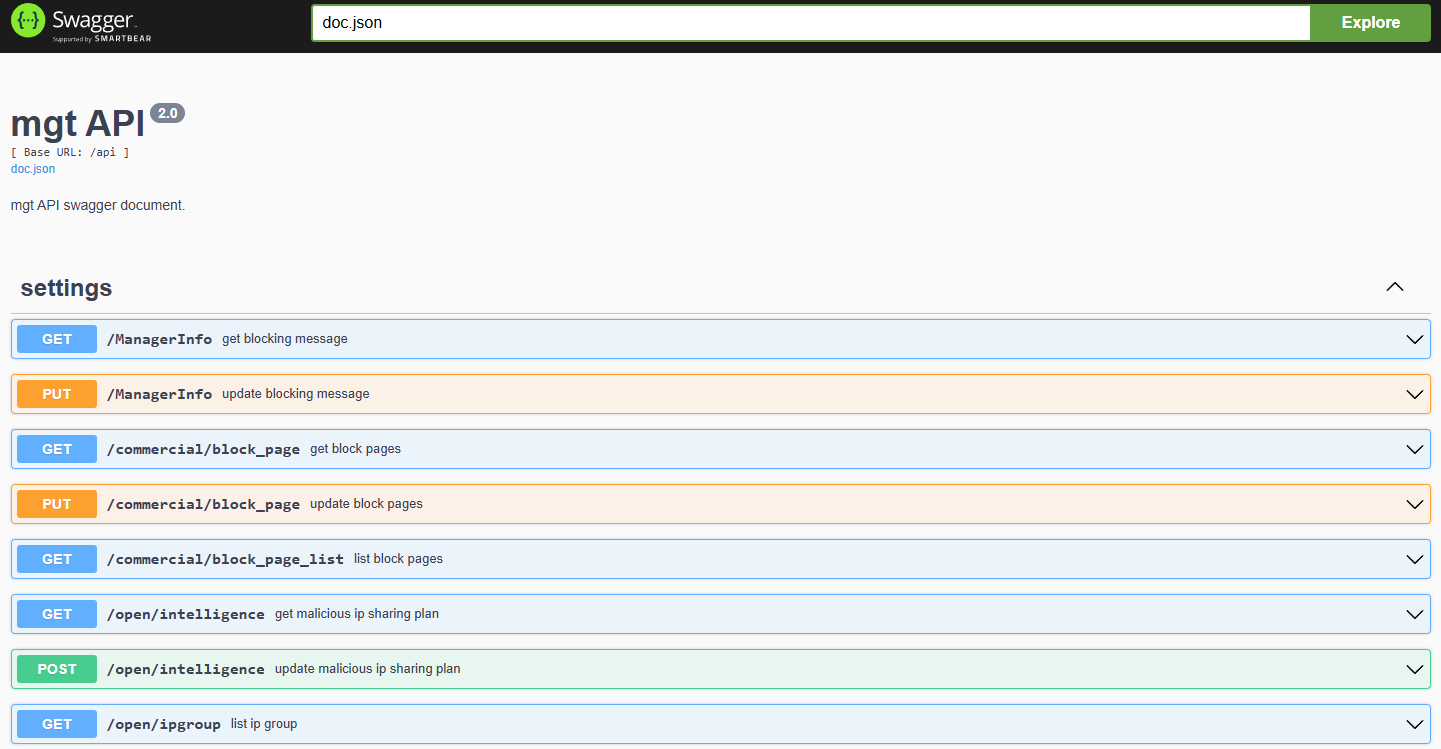 Swagger.
Supported by SMARTBEAR
doc.json
Explore
mgt API 2.0
[ Base URL: /api ]
doc.json
mgt API swagger document.
settings
GET /ManagerInfo get blocking message
PUT /ManagerInfo update blocking message
GET /commercial/block_page get block pages
PUT /commercial/block_page update block pages
GET /commercial/block_page_list list block pages
GET /open/intelligence get malicious ip sharing plan
POST /open/intelligence update malicious ip sharing plan
GET /open/ipgroup list ip group